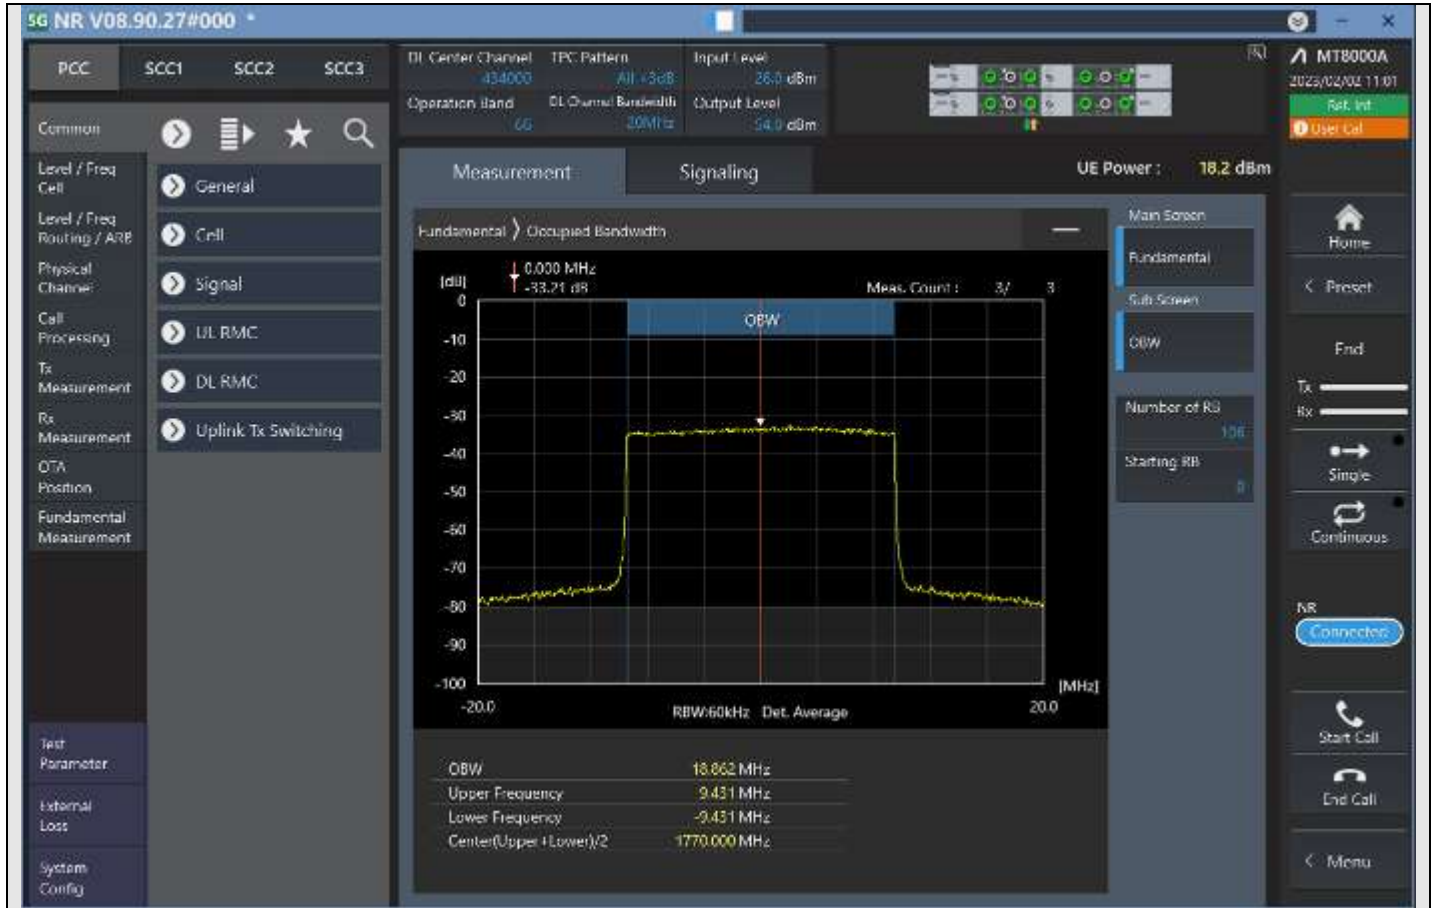 5G NR V08.90.27#000 *
PCC SCC1 SCC2 SCC3
DL Center Channel TPC Pattern Input Level
434000 All +3dB 26.0 dBm
Operation Band DL Channel Bandwidth Output Level
66 20MHz 54.0 dBm
MT8000A
2023/02/02 11:01
Ref. Int
User Cal
Common
Level / Freq
Cell
Level / Freq
Routing / ARB
Physical
Channel
Call
Processing
Tx
Measurement
Rx
Measurement
OTA
Position
Fundamental
Measurement
Test
Parameter
External
Loss
System
Config
General
Cell
Signal
UL RMC
DL RMC
Uplink Tx Switching
Measurement Signaling
UE Power : 18.2 dBm
Fundamental > Occupied Bandwidth
[dB]
0.000 MHz
-33.21 dB
Meas. Count : 3/ 3
OBW
0
-10
-20
-30
-40
-50
-60
-70
-80
-90
-100
[MHz]
-20.0 20.0
RBW:60kHz Det. Average
OBW 18.862 MHz
Upper Frequency 9.431 MHz
Lower Frequency -9.431 MHz
Center(Upper+Lower)/2 1770.000 MHz
Main Screen
Fundamental
Sub Screen
OBW
Number of RB
106
Starting RB
0
Home
< Preset
End
Tx
Rx
Single
Continuous
NR
Connected
Start Call
End Call
< Menu